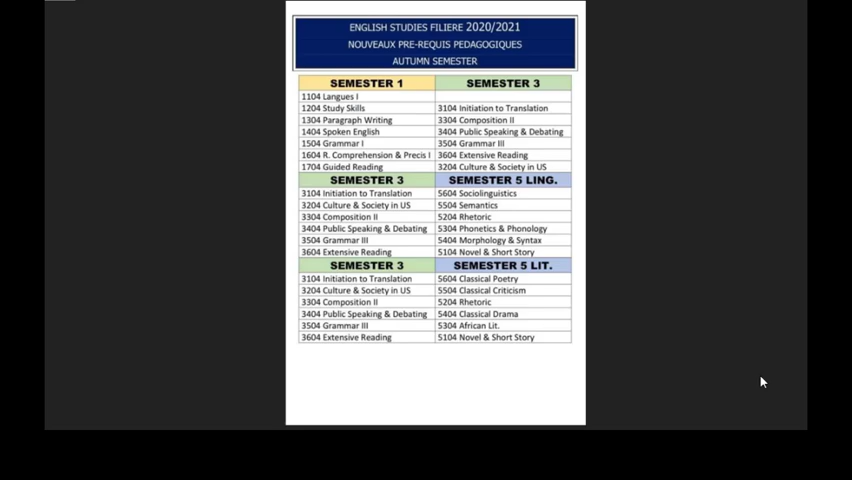 ENGLISH STUDIES FILIERE 2020/2021
NOUVEAUX PRE-REQUIS PEDAGOGIQUES
AUTUMN SEMESTER
SEMESTER 1 SEMESTER 3
1104 Langues I
1204 Study Skills 3104 Initiation to Translation
1304 Paragraph Writing 3304 Composition II
1404 Spoken English 3404 Public Speaking & Debating
1504 Grammar I 3504 Grammar III
1604 R. Comprehension & Precis I 3604 Extensive Reading
1704 Guided Reading 3204 Culture & Society in US
SEMESTER 3 SEMESTER 5 LING.
3104 Initiation to Translation 5604 Sociolinguistics
3204 Culture & Society in US 5504 Semantics
3304 Composition II 5204 Rhetoric
3404 Public Speaking & Debating 5304 Phonetics & Phonology
3504 Grammar III 5404 Morphology & Syntax
3604 Extensive Reading 5104 Novel & Short Story
SEMESTER 3 SEMESTER 5 LIT.
3104 Initiation to Translation 5604 Classical Poetry
3204 Culture & Society in US 5504 Classical Criticism
3304 Composition II 5204 Rhetoric
3404 Public Speaking & Debating 5404 Classical Drama
3504 Grammar III 5304 African Lit.
3604 Extensive Reading 5104 Novel & Short Story